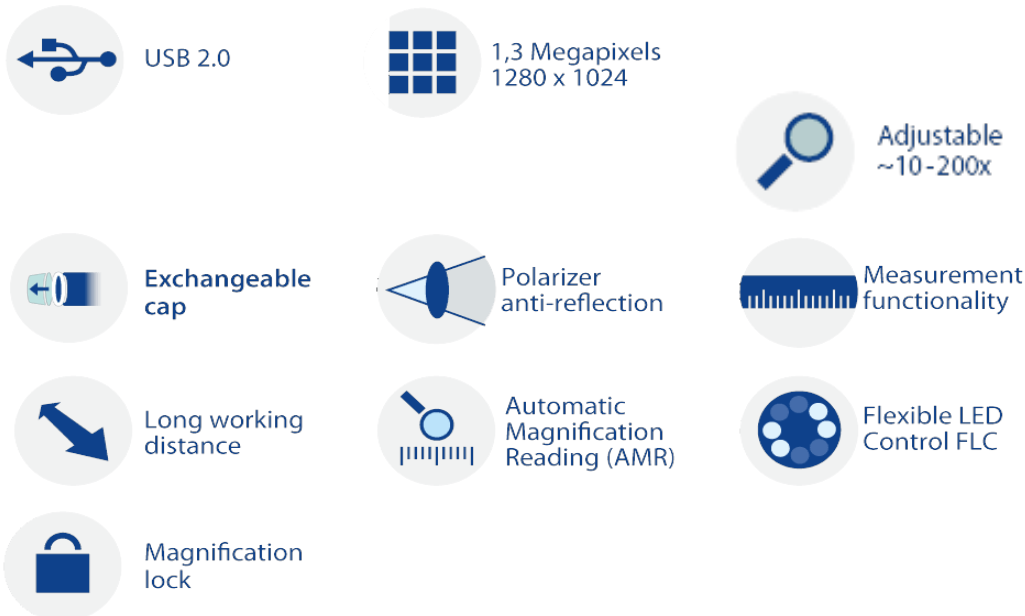 USB 2.0
1,3 Megapixels
1280 x 1024
Adjustable
~10-200x
Exchangeable
cap
Polarizer
anti-reflection
Measurement
functionality
Long working
distance
Automatic
Magnification
Reading (AMR)
Flexible LED
Control FLC
Magnification
lock